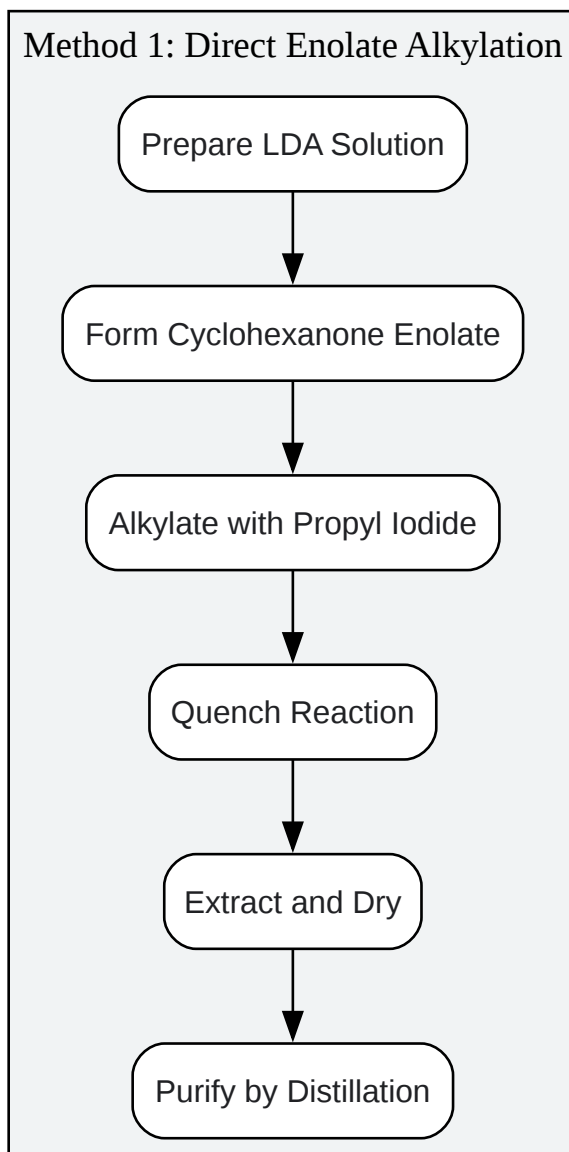 Method 1: Direct Enolate Alkylation
Prepare LDA Solution
Form Cyclohexanone Enolate
Alkylate with Propyl Iodide
Quench Reaction
Extract and Dry
Purify by Distillation